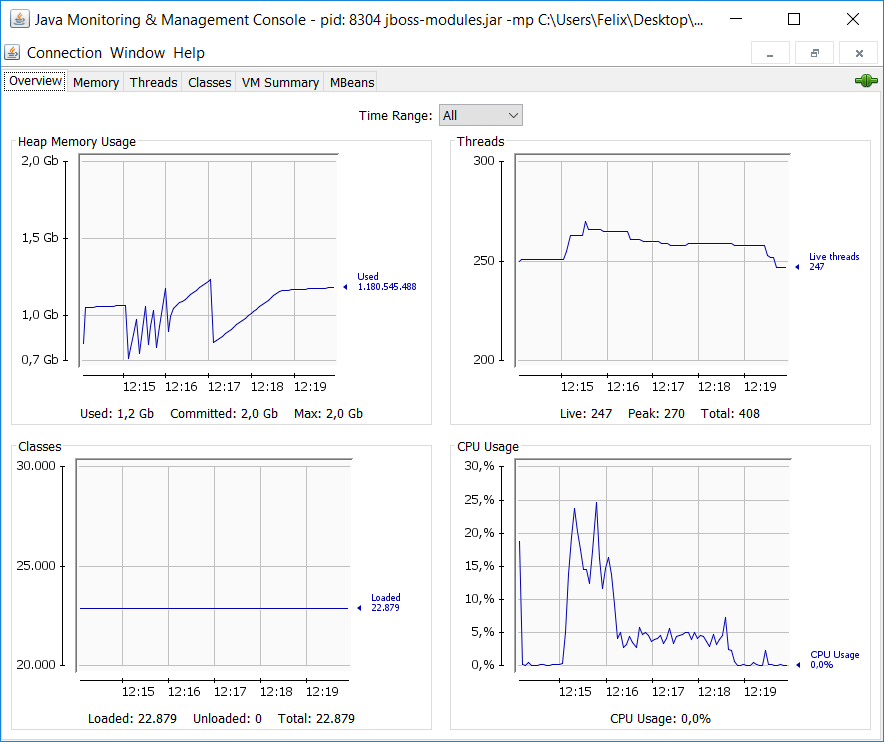 Java Monitoring & Management Console - pid: 8304 jboss-modules.jar -mp C:\Users\Felix\Desktop\...
Connection Window Help
Overview Memory Threads Classes VM Summary MBeans
Time Range: All
Heap Memory Usage
2,0 Gb
1,5 Gb
1,0 Gb
0,7 Gb
Used
1.180.545.488
12:15 12:16 12:17 12:18 12:19
Used: 1,2 Gb Committed: 2,0 Gb Max: 2,0 Gb
Threads
300
250
200
Live threads
247
12:15 12:16 12:17 12:18 12:19
Live: 247 Peak: 270 Total: 408
Classes
30.000
25.000
20.000
Loaded
22.879
12:15 12:16 12:17 12:18 12:19
Loaded: 22.879 Unloaded: 0 Total: 22.879
CPU Usage
30,%
25,%
20,%
15,%
10,%
5,%
0,%
CPU Usage
0,0%
12:15 12:16 12:17 12:18 12:19
CPU Usage: 0,0%